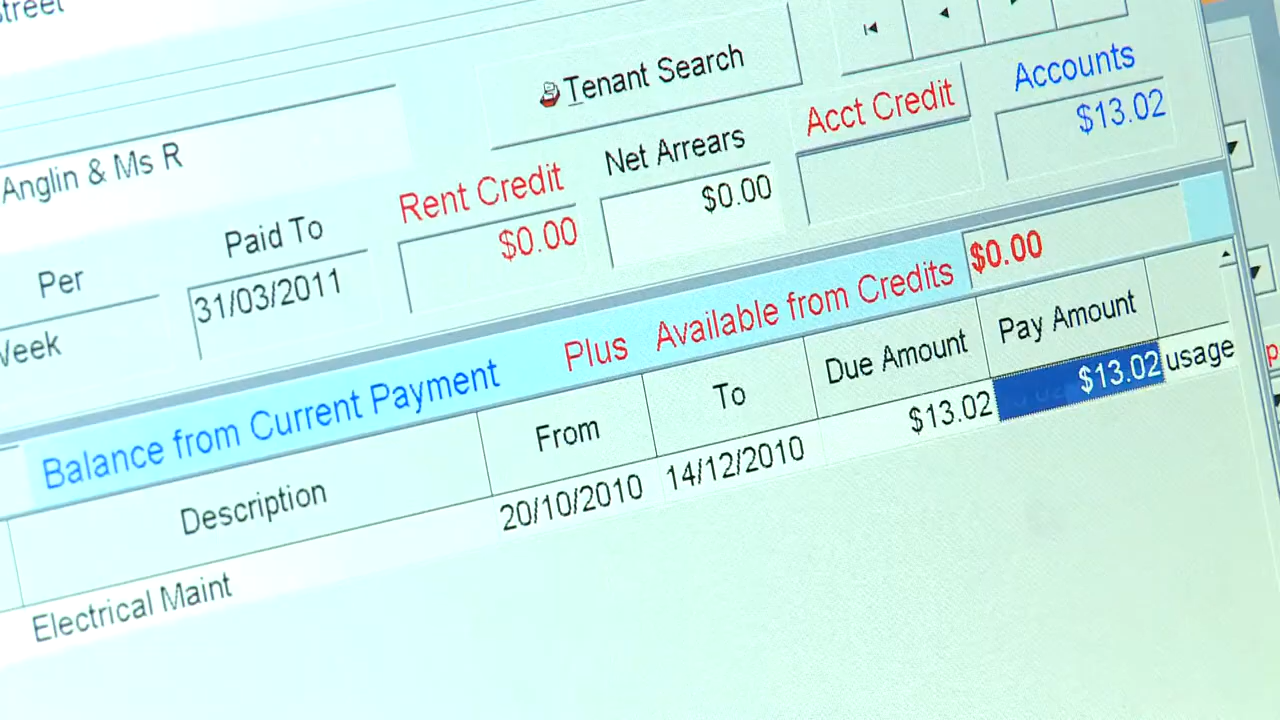 Street
Tenant Search
Accounts
$13.02
Acct Credit
Net Arrears
$0.00
Rent Credit
$0.00
Anglin & Ms R
Paid To
31/03/2011
Per
Week
Balance from Current Payment Plus Available from Credits $0.00
Description From To Due Amount Pay Amount
Electrical Maint 20/10/2010 14/12/2010 $13.02 $13.02 usage